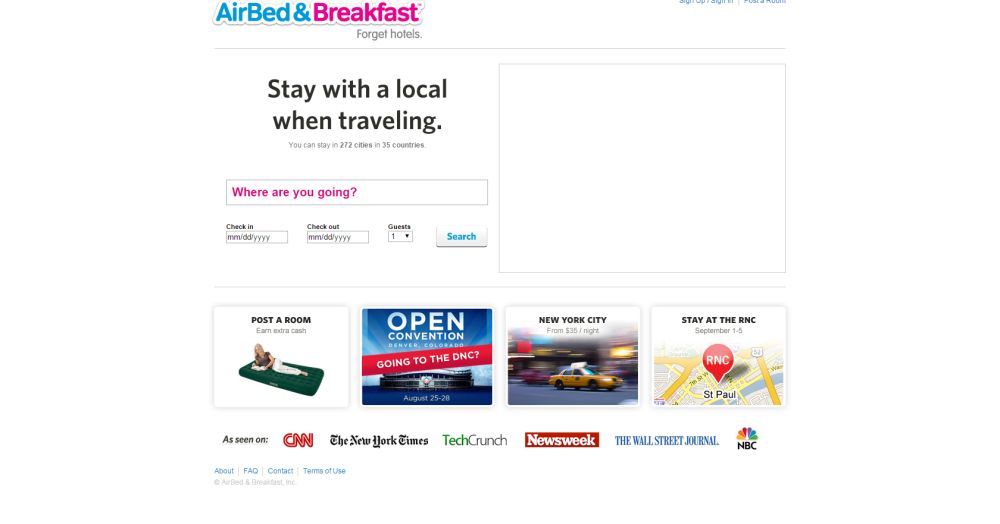 Sign Up / Sign In | Post a Room
AirBed & Breakfast™
Forget hotels.
Stay with a local
when traveling.
You can stay in 272 cities in 35 countries.
Where are you going?
Check in
Check out
Guests
mm/dd/yyyy
mm/dd/yyyy
1
Search
POST A ROOM
Earn extra cash
OPEN
CONVENTION
DENVER, COLORADO
GOING TO THE DNC?
August 25-28
NEW YORK CITY
From $35 / night
STAY AT THE RNC
September 1-5
RNC
52
7th St W
St Paul
As seen on:
CNN
The New York Times
TechCrunch
Newsweek
THE WALL STREET JOURNAL.
NBC
About | FAQ | Contact | Terms of Use
© AirBed & Breakfast, Inc.